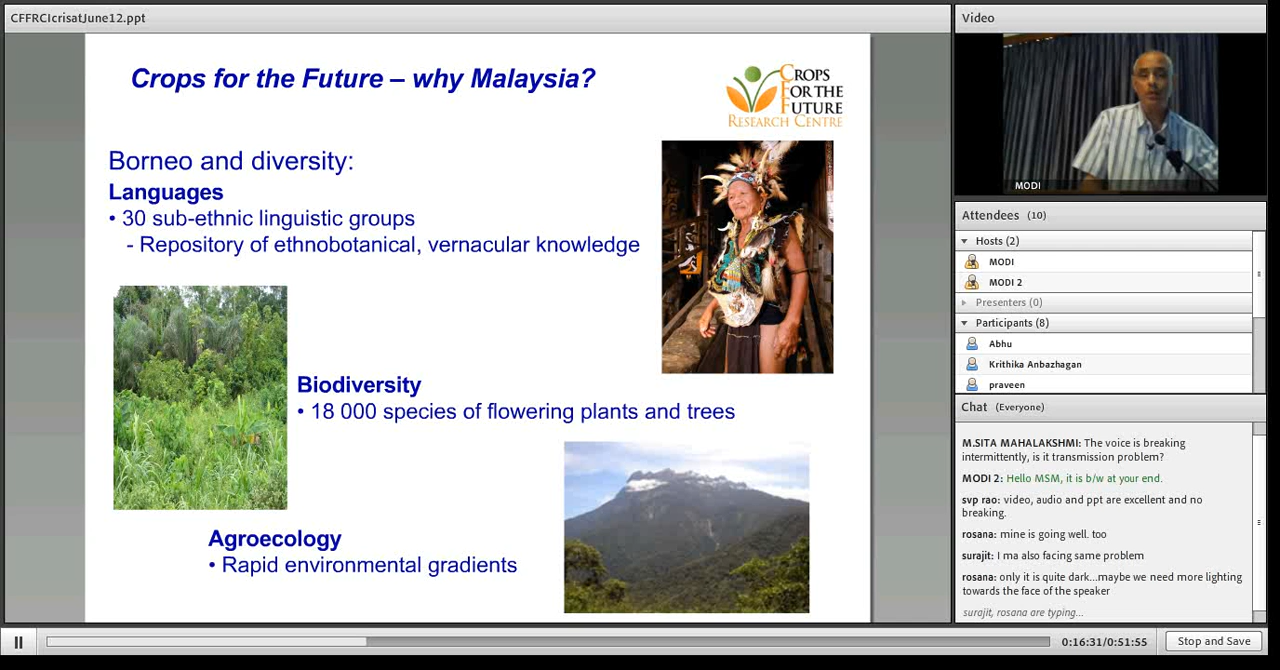 CFFRCIcrisatJune12.ppt
Crops for the Future – why Malaysia?
CROPS
FOR THE
FUTURE
RESEARCH CENTRE
Borneo and diversity:
Languages
• 30 sub-ethnic linguistic groups
- Repository of ethnobotanical, vernacular knowledge
Biodiversity
• 18 000 species of flowering plants and trees
Agroecology
• Rapid environmental gradients
Video
MODI
Attendees (10)
Hosts (2)
MODI
MODI 2
Presenters (0)
Participants (8)
Abhu
Krithika Anbazhagan
praveen
Chat (Everyone)
M.SITA MAHALAKSHMI: The voice is breaking
intermittently, is it transmission problem?
MODI 2: Hello MSM, it is b/w at your end.
svp rao: video, audio and ppt are excellent and no
breaking.
rosana: mine is going well. too
surajit: I ma also facing same problem
rosana: only it is quite dark...maybe we need more lighting
towards the face of the speaker
surajit, rosana are typing...
0:16:31/0:51:55
Stop and Save